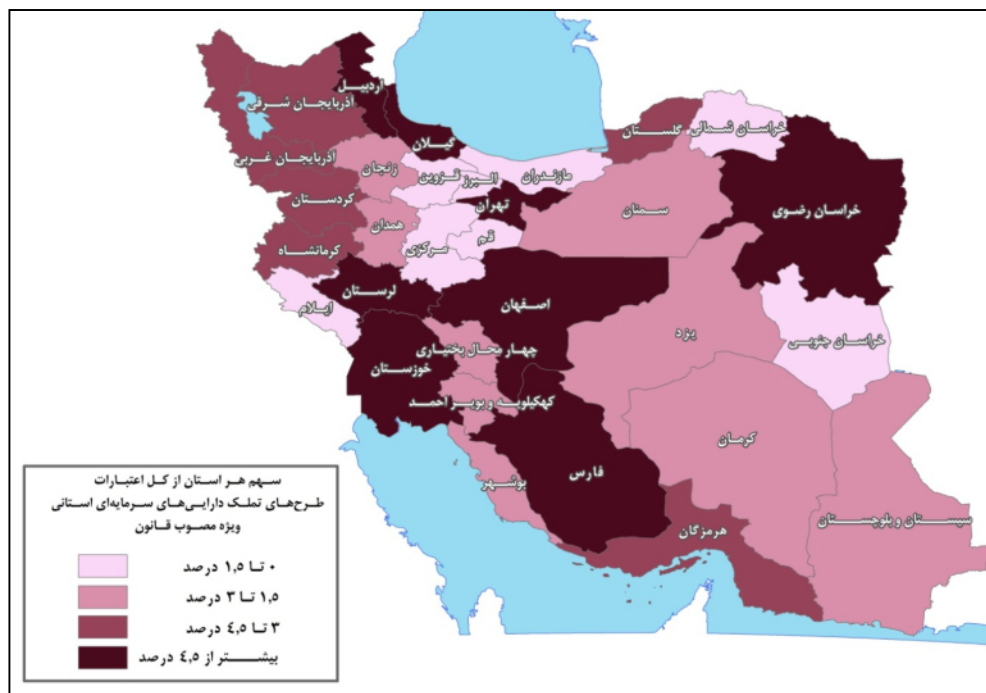 اردبیل
آذربایجان شرقی
گیلان
گلستان
خراسان شمالی
آذربایجان غربی
زنجان
قزوین
البرز
مازندران
کردستان
تهران
سمنان
خراسان رضوی
همدان
مرکزی
قم
کرمانشاه
لرستان
اصفهان
ایلام
یزد
خراسان جنوبی
چهار محال بختیاری
خوزستان
کهکیلویه و بویر احمد
کرمان
فارس
بوشهر
هرمزگان
سیستان و بلوچستان
سهم هر استان از کل اعتبارات
طرح‌های تملک دارایی‌های سرمایه‌ای استانی
ویژه مصوب قانون
۰ تا ۱,۵ درصد
۱,۵ تا ۳ درصد
۳ تا ٤,۵ درصد
بیشتر از ٤,۵ درصد